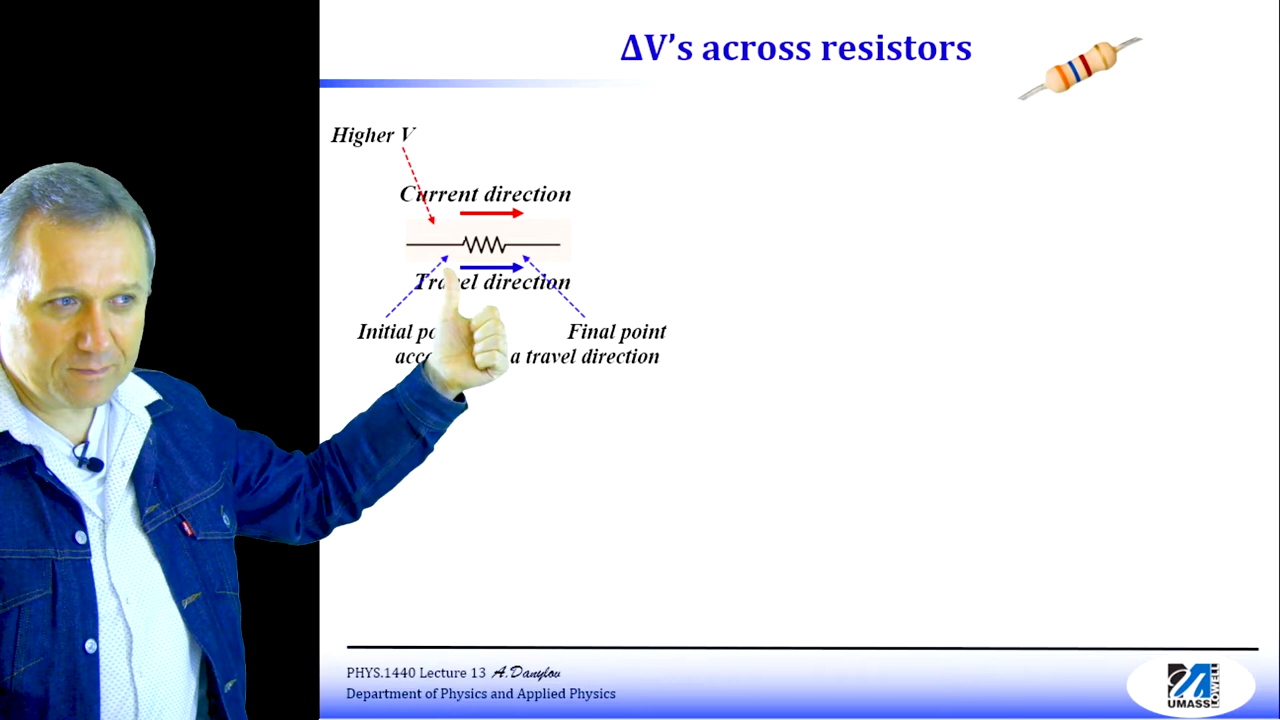 ΔV's across resistors
Higher V
Current direction
Travel direction
Initial Final point
a travel direction
PHYS.1440 Lecture 13 A.Danylov
Department of Physics and Applied Physics
UMASS
LOWELL